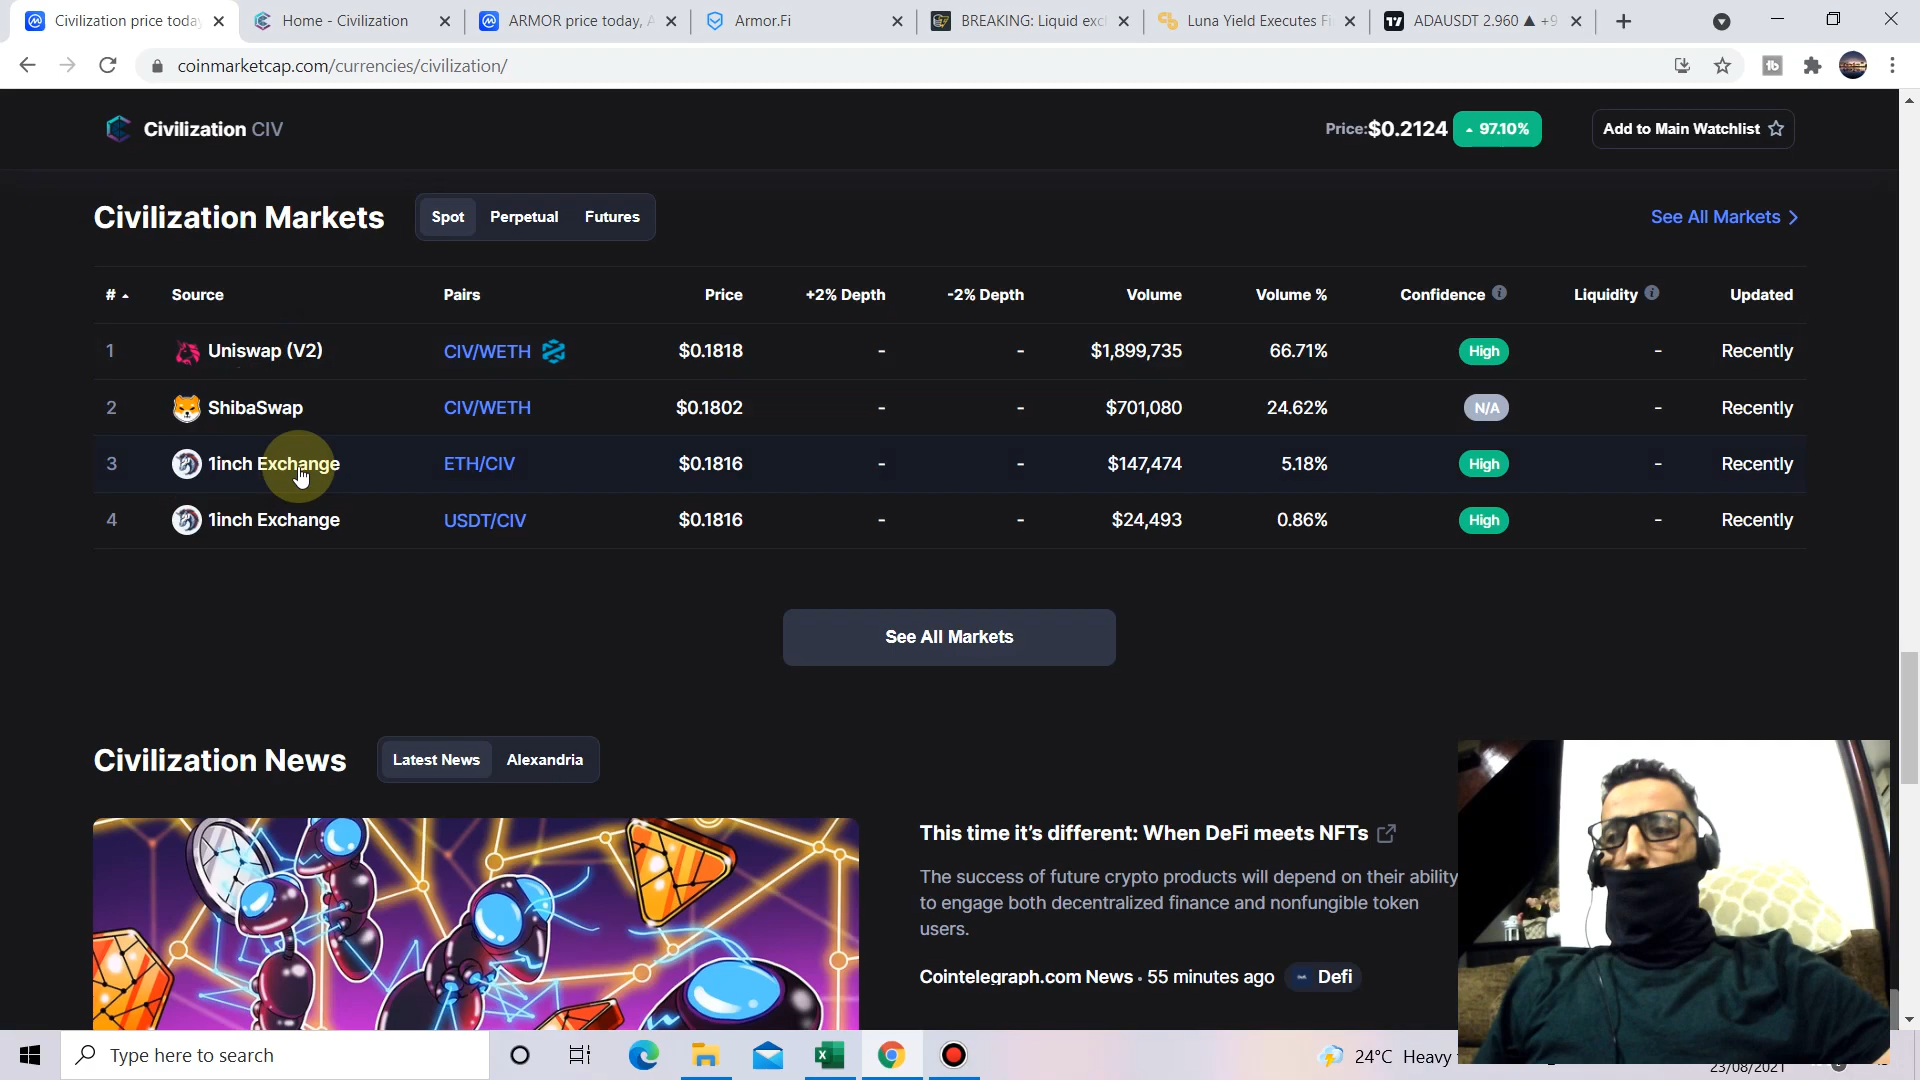 Civilization price today
Home - Civilization
ARMOR price today, A
Armor.Fi
BREAKING: Liquid exc
Luna Yield Executes Fi
ADAUSDT 2.960 ▲ +9
coinmarketcap.com/currencies/civilization/
Civilization CIV
Price: $0.2124
97.10%
Add to Main Watchlist
Civilization Markets
Spot Perpetual Futures
See All Markets
# Source Pairs Price +2% Depth -2% Depth Volume Volume % Confidence Liquidity Updated
1 Uniswap (V2) CIV/WETH $0.1818 - - $1,899,735 66.71% High - Recently
2 ShibaSwap CIV/WETH $0.1802 - - $701,080 24.62% N/A - Recently
3 1inch Exchange ETH/CIV $0.1816 - - $147,474 5.18% High - Recently
4 1inch Exchange USDT/CIV $0.1816 - - $24,493 0.86% High - Recently
See All Markets
Civilization News
Latest News Alexandria
This time it's different: When DeFi meets NFTs
The success of future crypto products will depend on their ability
to engage both decentralized finance and nonfungible token
users.
Cointelegraph.com News · 55 minutes ago Defi
Type here to search
24°C Heavy
23/08/2021